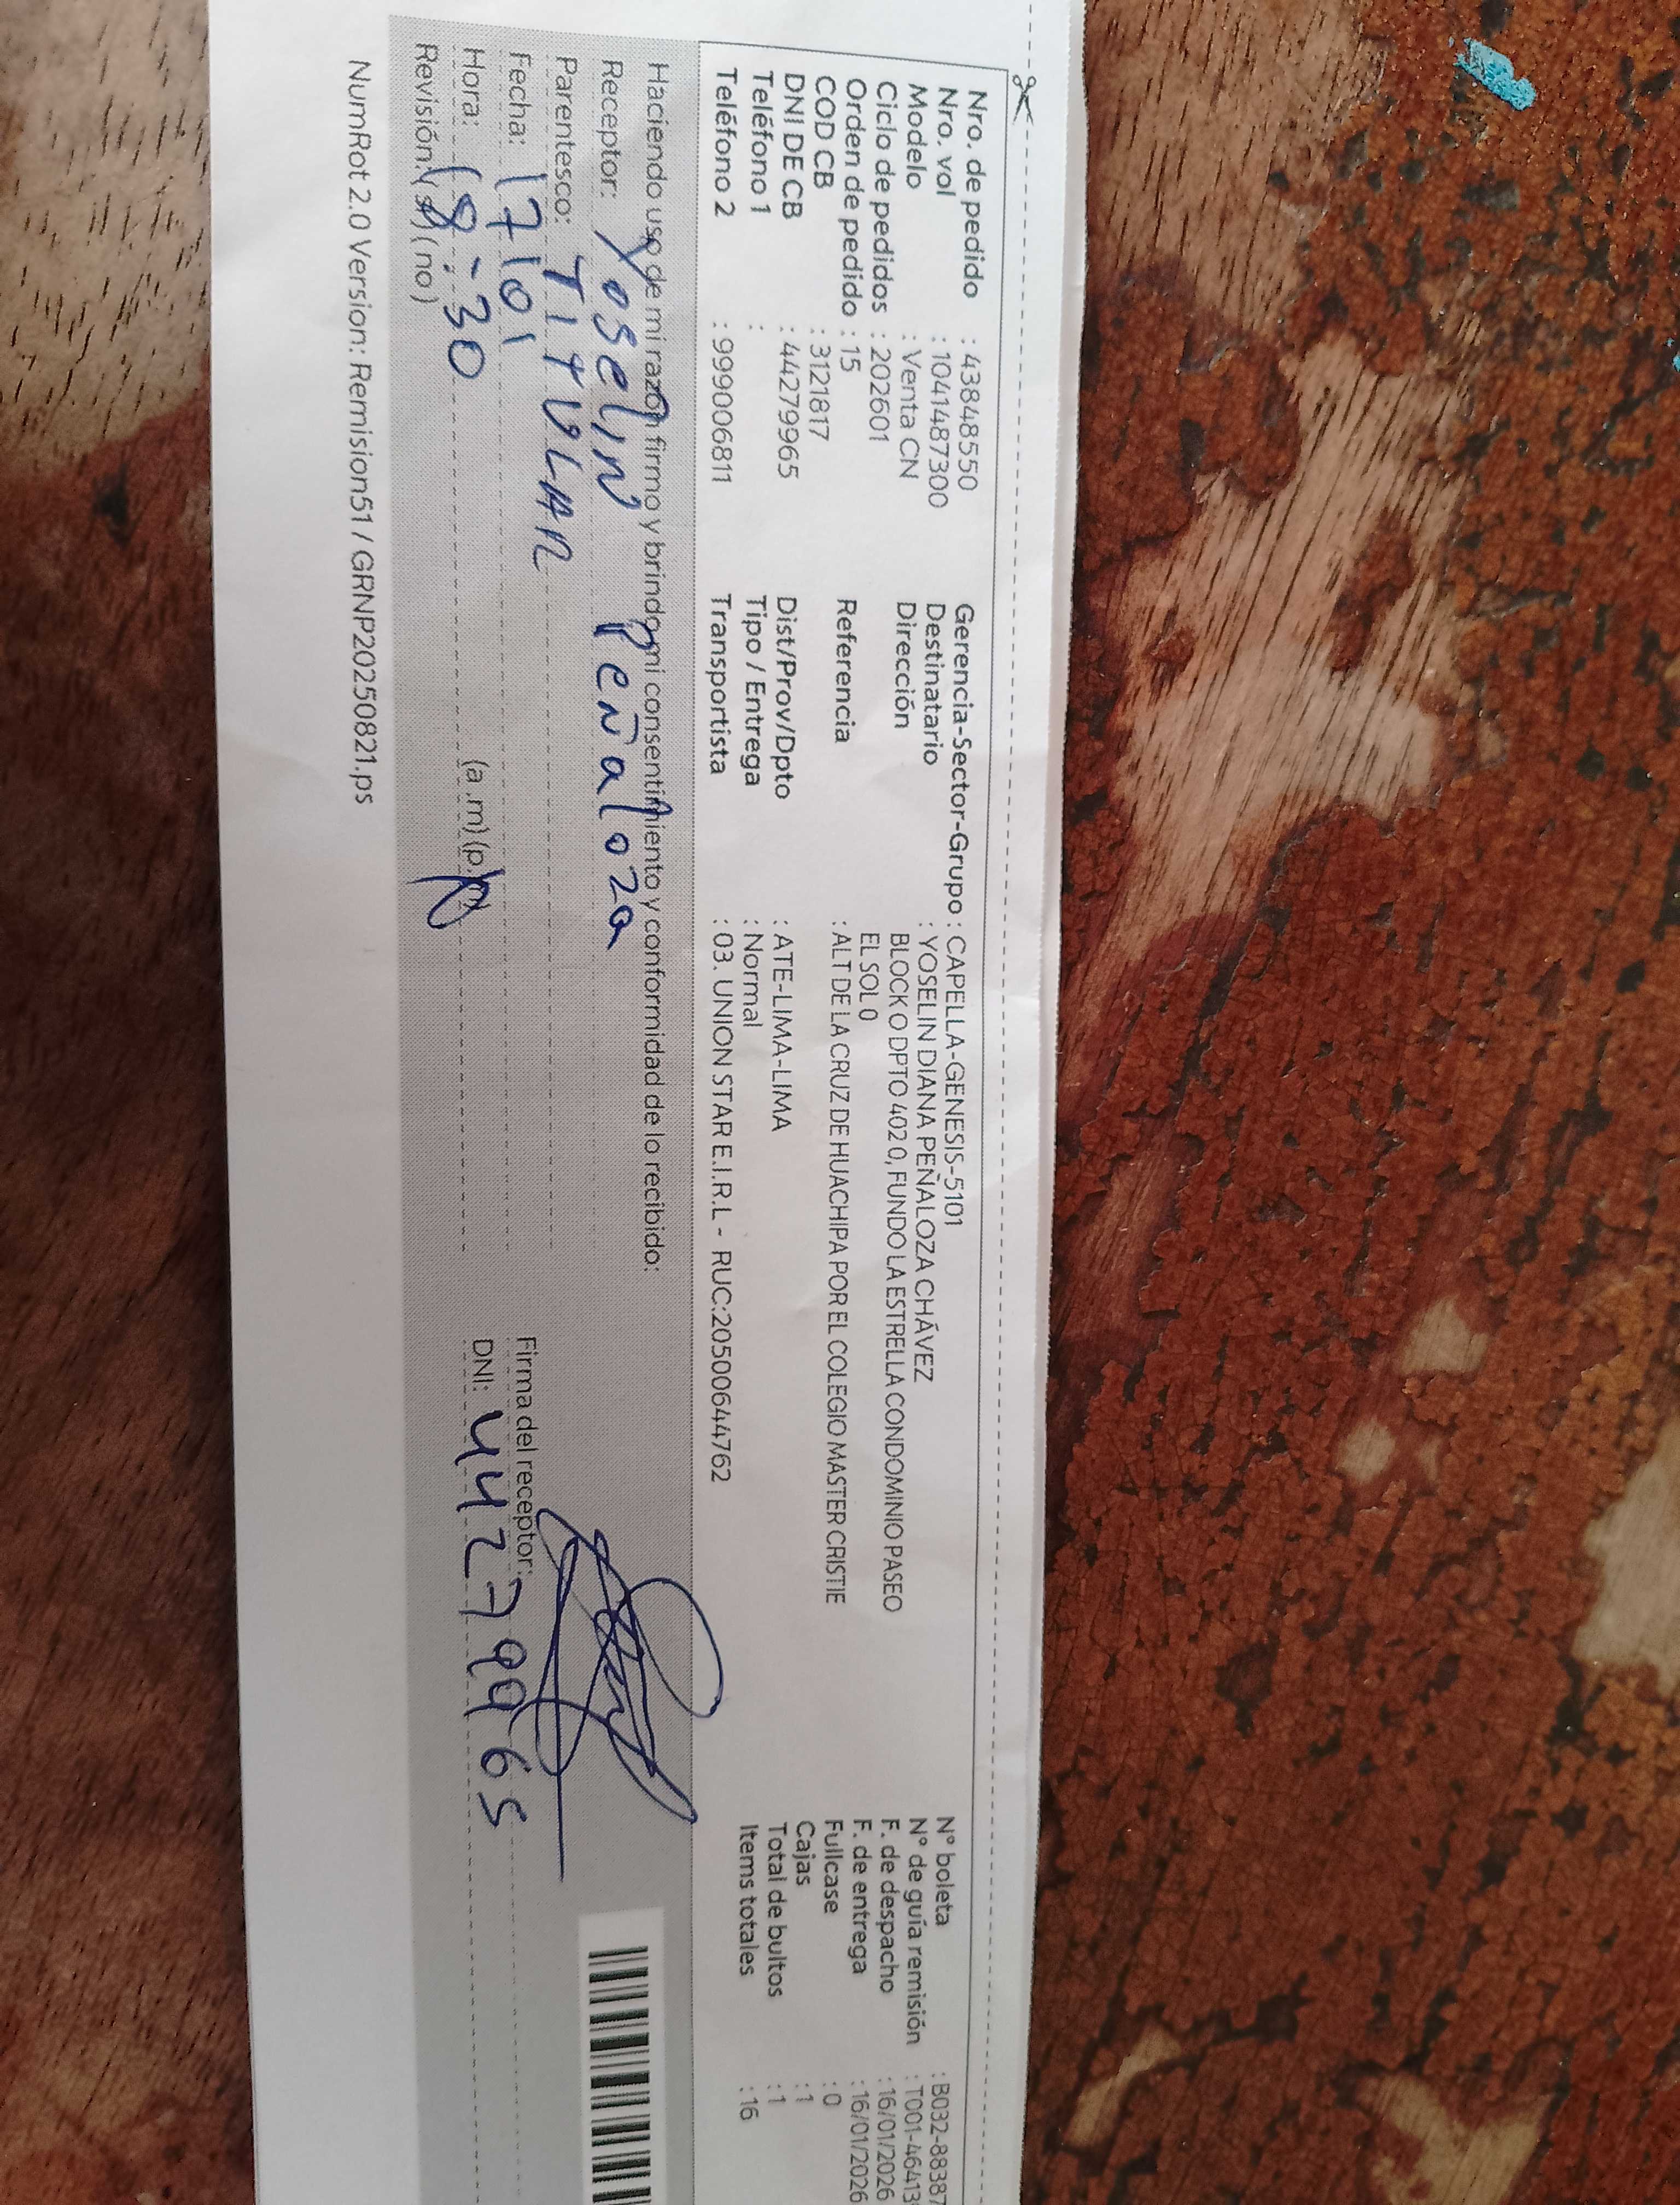 Nro. de pedido : 43848550
Nro. vol : 1041487300
Modelo : Venta CN
Ciclo de pedidos : 202601
Orden de pedido : 15
COD CB : 3121817
DNI DE CB : 44279965
Teléfono 1 :
Teléfono 2 : 999006811
Gerencia-Sector-Grupo : CAPELLA-GENESIS-5101
Destinatario : YOSELIN DIANA PEÑALOZA CHÁVEZ
Dirección BLOCK O DPTO 402 0, FUNDO LA ESTRELLA CONDOMINIO PASEO
EL SOL 0
Referencia : ALT DE LA CRUZ DE HUACHIPA POR EL COLEGIO MASTER CRISTIE
Dist/Prov/Dpto : ATE-LIMA-LIMA
Tipo / Entrega : Normal
Transportista : 03. UNION STAR E.I.R.L - RUC:20500644762
N° boleta : B032-88387
N° de guía remisión : T001-46413
F. de despacho : 16/01/2026
F. de entrega : 16/01/2026
Fullcase : 0
Cajas : 1
Total de bultos : 1
Items totales : 16
Haciendo uso de mi razón firmo y brindo mi consentimiento y conformidad de lo recibido:
Receptor: Yoselin Peñaloza
Parentesco: TITULAR
Fecha: 17/01
Hora: 18:30 (a.m) (p.m)
Revisión: (si) (no)
Firma del receptor:
DNI: 44279965
NumRot 2.0 Version: Remision51 / GRNP20250821.ps